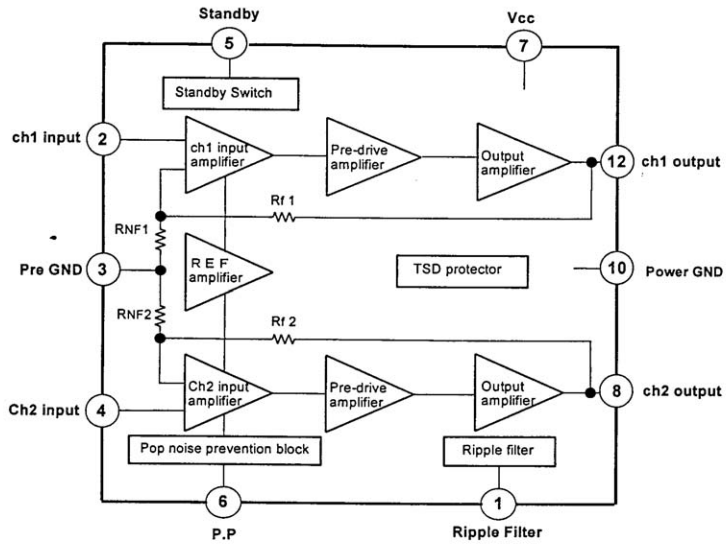 Standby
Vcc
5
7
Standby Switch
ch1 input
2
ch1 input
amplifier
Pre-drive
amplifier
Output
amplifier
12
ch1 output
Rf 1
RNF1
Pre GND
3
R E F
amplifier
TSD protector
10
Power GND
RNF2
Rf 2
Ch2 input
4
Ch2 input
amplifier
Pre-drive
amplifier
Output
amplifier
8
ch2 output
Pop noise prevention block
Ripple filter
6
1
P.P
Ripple Filter